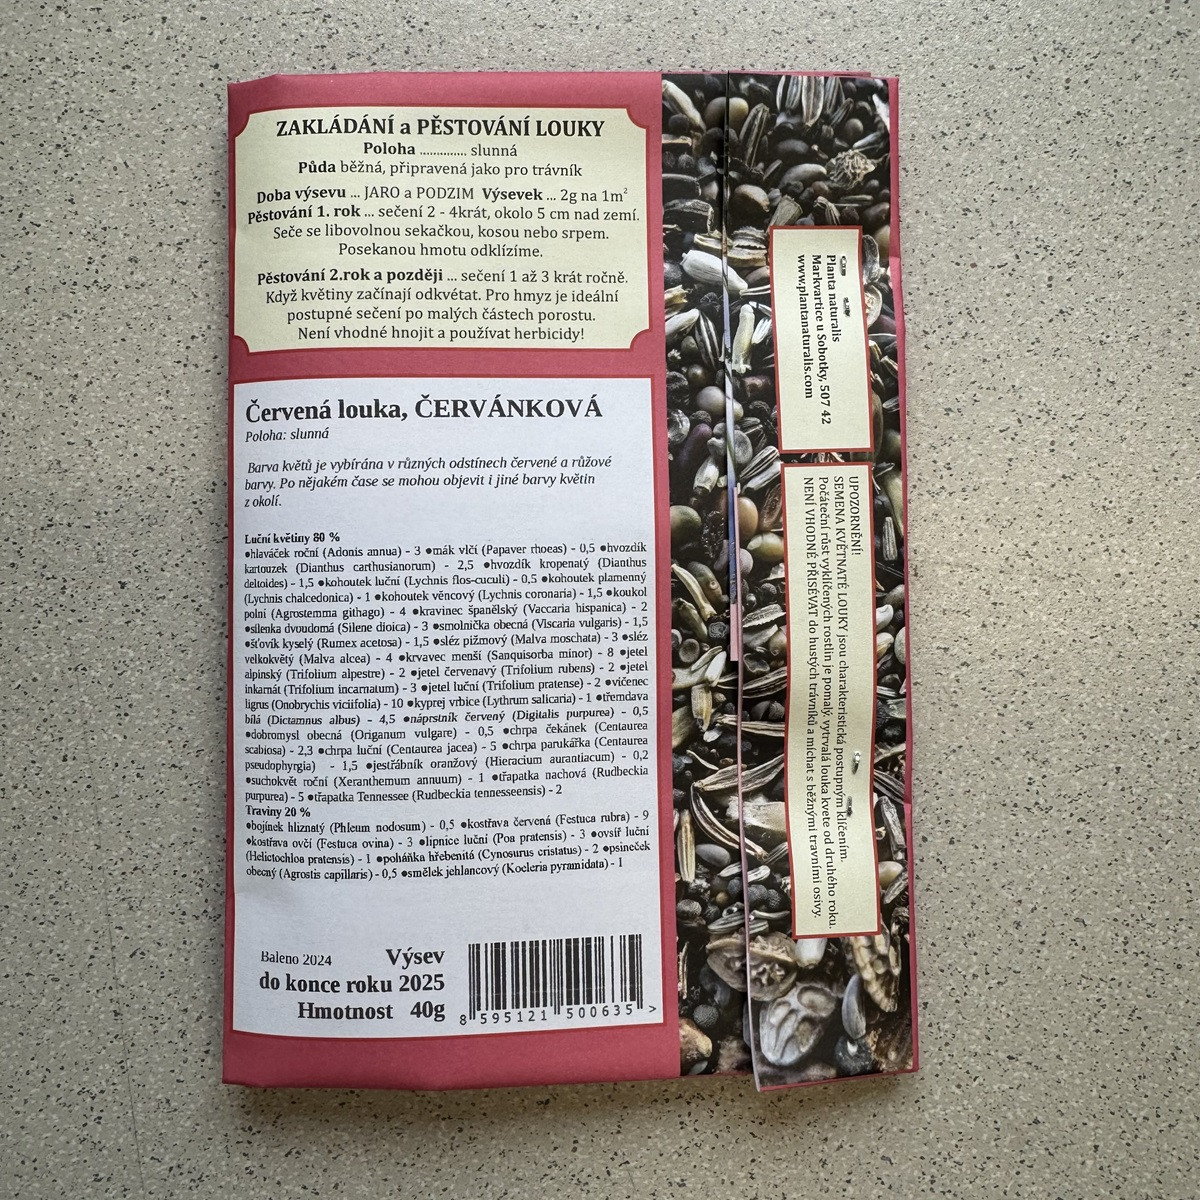 ZAKLÁDÁNÍ a PĚSTOVÁNÍ LOUKY
Poloha .............. slunná
Půda běžná, připravená jako pro trávník
Doba výsevu ... JARO a PODZIM Výsevek ... 2g na 1m²
Pěstování 1. rok ... sečení 2 - 4krát, okolo 5 cm nad zemí.
Seče se libovolnou sekačkou, kosou nebo srpem.
Posekanou hmotu odklízíme.
Pěstování 2.rok a později ... sečení 1 až 3 krát ročně.
Když květiny začínají odkvétat. Pro hmyz je ideální
postupné sečení po malých částech porostu.
Není vhodné hnojit a používat herbicidy!
Červená louka, ČERVÁNKOVÁ
Poloha: slunná
Barva květů je vybírána v různých odstínech červené a růžové
barvy. Po nějakém čase se mohou objevit i jiné barvy květin
z okolí.
Luční květiny 80 %
●hlaváček roční (Adonis annua) - 3 ●mák vlčí (Papaver rhoeas) - 0,5 ●hvozdík
kartouzek (Dianthus carthusianorum) - 2,5 ●hvozdík kropenatý (Dianthus
deltoides) - 1,5 ●kohoutek luční (Lychnis flos-cuculi) - 0,5 ●kohoutek plamenný
(Lychnis chalcedonica) - 1 ●kohoutek věncový (Lychnis coronaria) - 1,5 ●koukol
polní (Agrostemma githago) - 4 ●kravinec španělský (Vaccaria hispanica) - 2
●silenka dvoudomá (Silene dioica) - 3 ●smolnička obecná (Viscaria vulgaris) - 1,5
●šťovík kyselý (Rumex acetosa) - 1,5 ●sléz pižmový (Malva moschata) - 3 ●sléz
velkokvětý (Malva alcea) - 4 ●krvavec menší (Sanquisorba minor) - 8 ●jetel
alpinský (Trifolium alpestre) - 2 ●jetel červenavý (Trifolium rubens) - 2 ●jetel
inkarnát (Trifolium incarnatum) - 3 ●jetel luční (Trifolium pratense) - 2 ●vičenec
ligrus (Onobrychis viciifolia) - 10 ●kyprej vrbice (Lythrum salicaria) - 1 ●třemdava
bílá (Dictamnus albus) - 4,5 ●náprstník červený (Digitalis purpurea) - 0,5
●dobromysl obecná (Origanum vulgare) - 0,5 ●chrpa čekánek (Centaurea
scabiosa) - 2,3 ●chrpa luční (Centaurea jacea) - 5 ●chrpa parukářka (Centaurea
pseudophyrgia) - 1,5 ●jestřábník oranžový (Hieracium aurantiacum) - 0,2
●suchokvět roční (Xeranthemum annuum) - 1 ●třapatka nachová (Rudbeckia
purpurea) - 5 ●třapatka Tennessee (Rudbeckia tennesseensis) - 2
Traviny 20 %
●bojínek hliznatý (Phleum nodosum) - 0,5 ●kostřava červená (Festuca rubra) - 9
●kostřava ovčí (Festuca ovina) - 3 ●lipnice luční (Poa pratensis) - 3 ●ovsíř luční
(Helictochloa pratensis) - 1 ●poháňka hřebenitá (Cynosurus cristatus) - 2 ●psineček
obecný (Agrostis capillaris) - 0,5 ●smělek jehlancový (Koeleria pyramidata) - 1
Baleno 2024 Výsev
do konce roku 2025
Hmotnost 40g
8 595121 500635 >
Planta naturalis
Markvartice u Sobotky, 507 42
www.plantanaturalis.com
UPOZORNĚNÍ!
SEMENA KVĚTNATÉ LOUKY jsou charakteristická postupným klíčením.
Počáteční růst vyklíčených rostlin je pomalý, vytrvalá louka kvete od druhého roku.
NENÍ VHODNÉ PŘISÉVAT do hustých trávníků a míchat s běžnými travními osivy.